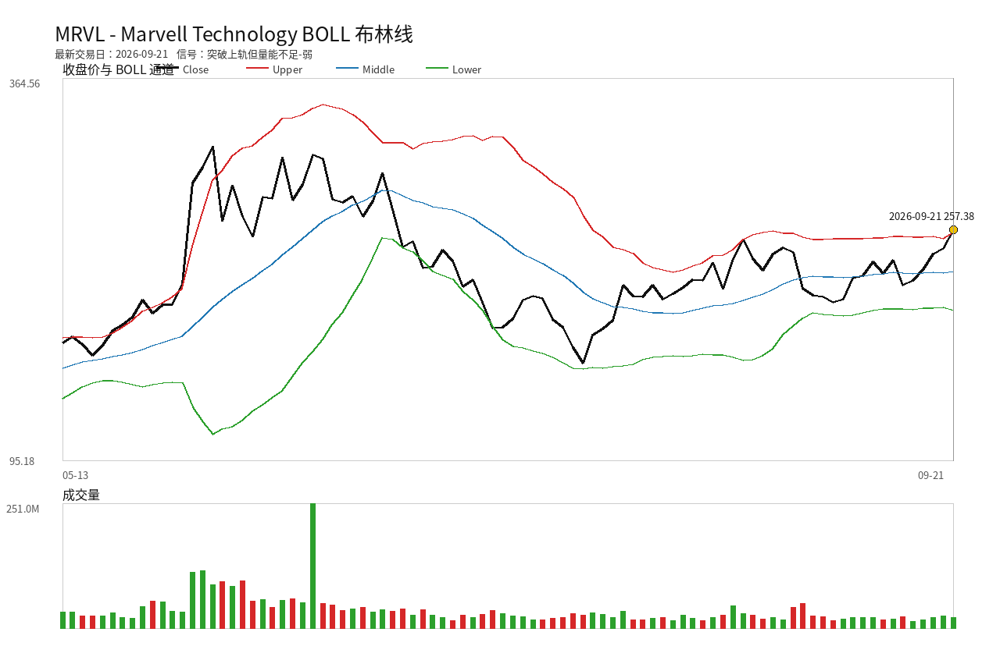 MRVL - Marvell Technology BOLL 布林线
最新交易日：2026-09-21 信号：突破上轨但量能不足-弱
收盘价与 BOLL 通道 Close Upper Middle Lower
364.56
2026-09-21 257.38
95.18
05-13 09-21
成交量
251.0M